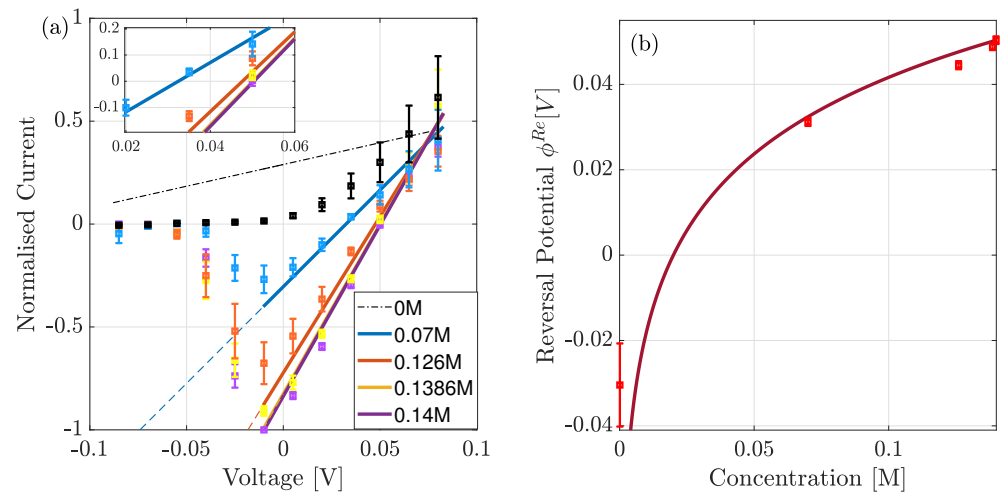 (a)
1
0.5
0
-0.5
-1
Normalised Current
-0.1
-0.05
0
0.05
0.1
Voltage [V]
0.2
0.1
0
-0.1
0.02
0.04
0.06
0M
0.07M
0.126M
0.1386M
0.14M
(b)
0.04
0.02
0
-0.02
-0.04
Reversal Potential ϕ^{Re}[V]
0
0.05
0.1
Concentration [M]